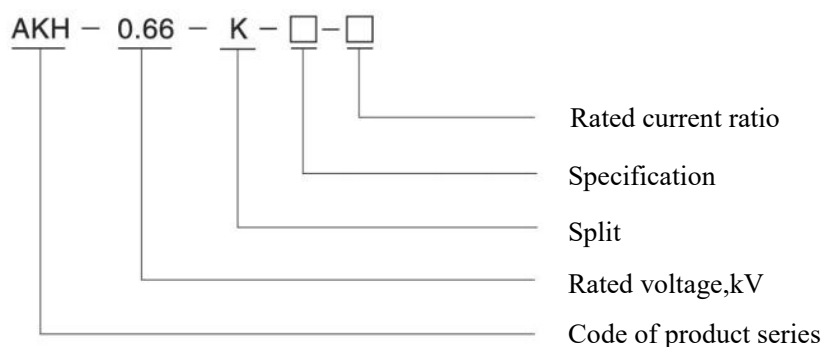 AKH - 0.66 - K - □ - □
Rated current ratio
Specification
Split
Rated voltage,kV
Code of product series